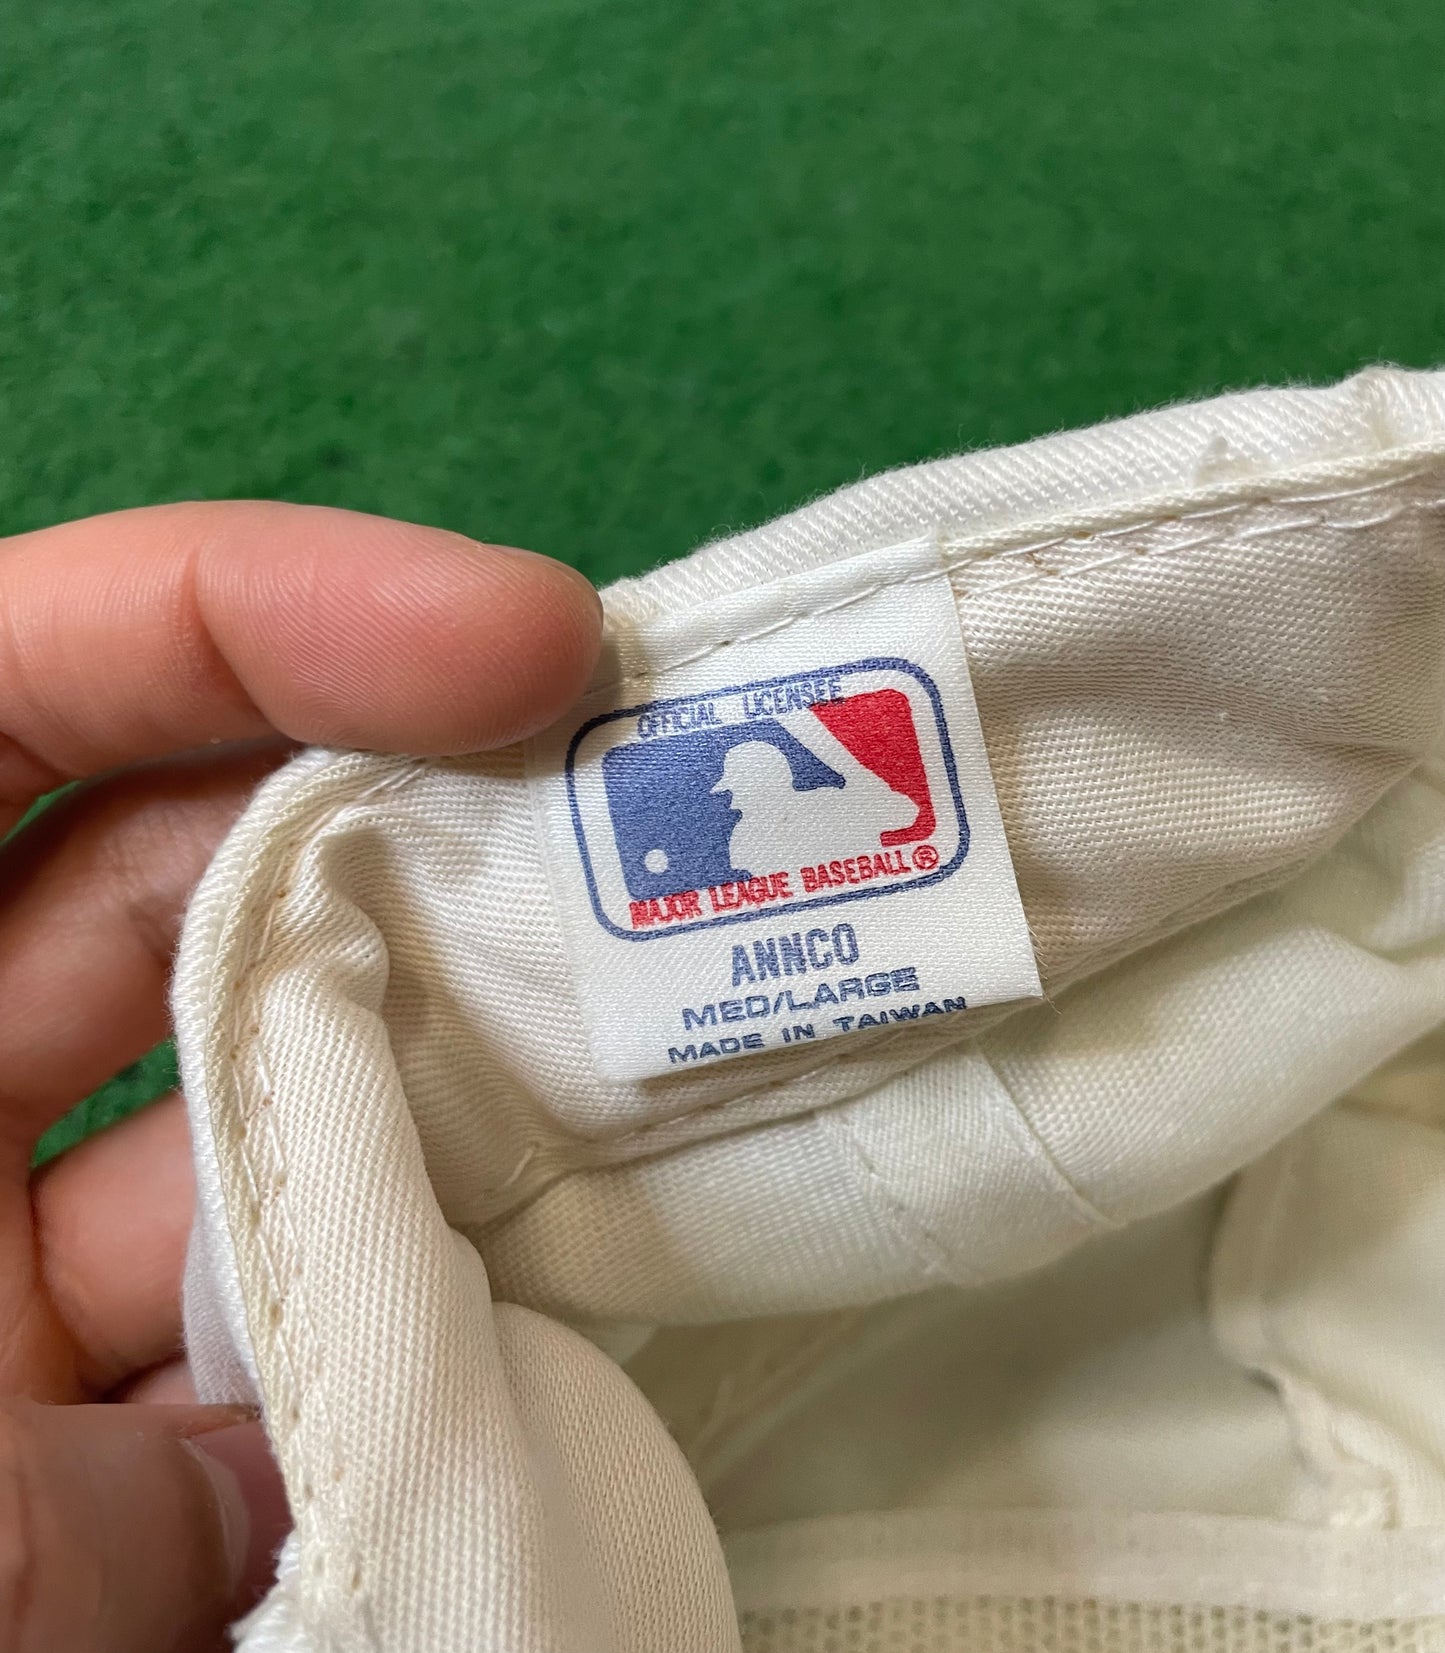 OFFICIAL LICENSEE
MAJOR LEAGUE BASEBALL®
ANNCO
MED/LARGE
MADE IN TAIWAN